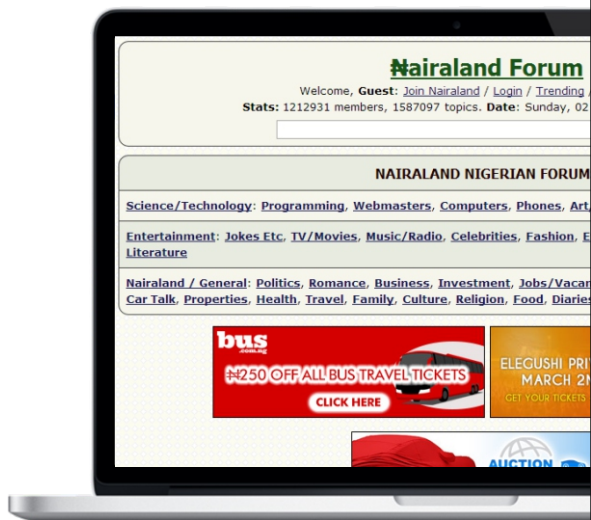 ₦airaland Forum
Welcome, Guest: Join Nairaland / Login / Trending /
Stats: 1212931 members, 1587097 topics. Date: Sunday, 02
NAIRALAND NIGERIAN FORUM
Science/Technology: Programming, Webmasters, Computers, Phones, Art
Entertainment: Jokes Etc, TV/Movies, Music/Radio, Celebrities, Fashion, E
Literature
Nairaland / General: Politics, Romance, Business, Investment, Jobs/Vacan
Car Talk, Properties, Health, Travel, Family, Culture, Religion, Food, Diaries
bus
.com.ng
₦250 OFF ALL BUS TRAVEL TICKETS
CLICK HERE
ELEGUSHI PRI
MARCH 2
GET YOUR TICKETS
AUCTION